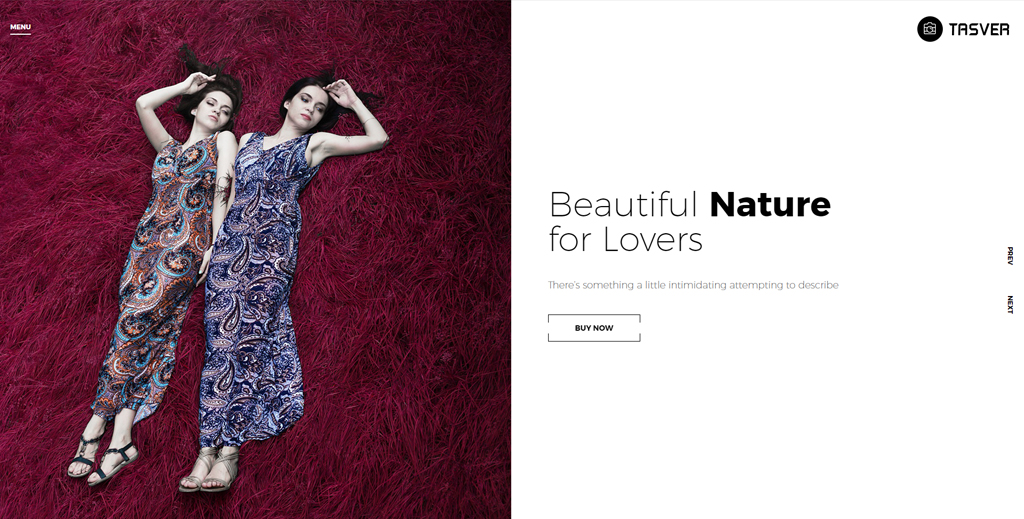 MENU
TASVER
Beautiful Nature
for Lovers
There's something a little intimidating attempting to describe
BUY NOW
PREV
NEXT